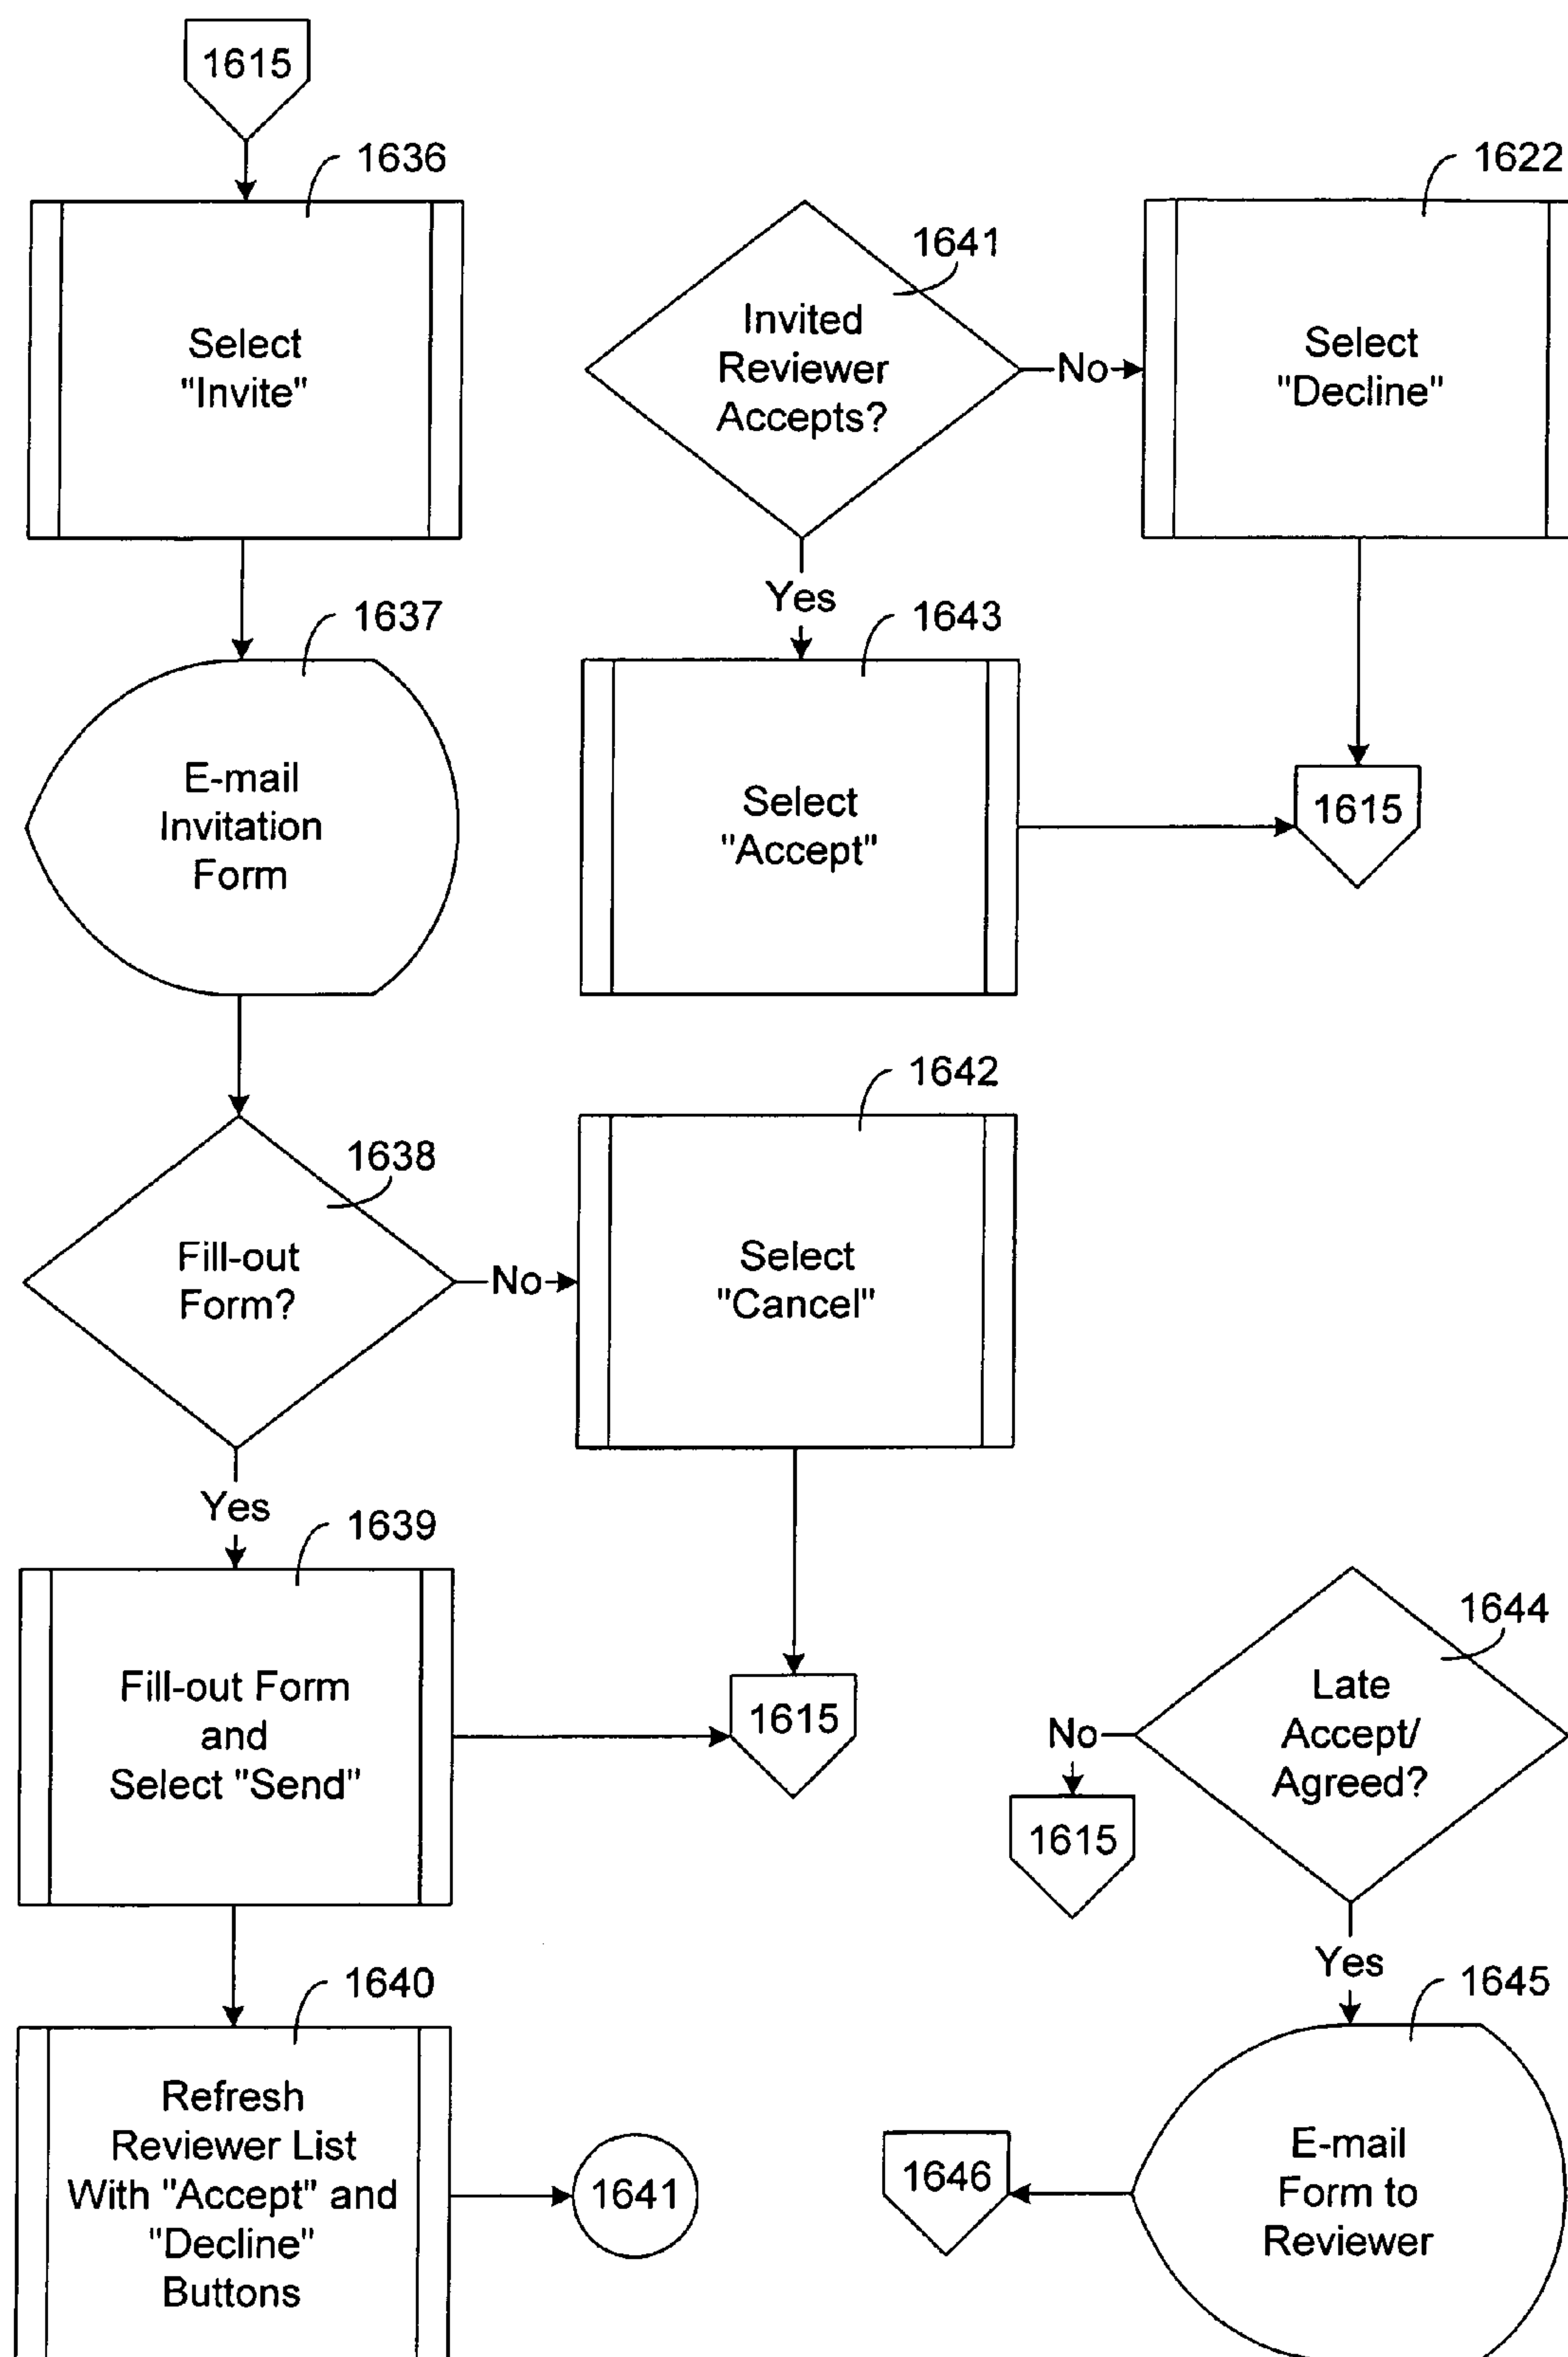 1615
1636
Select
"Invite"
1637
E-mail
Invitation
Form
1638
Fill-out
Form?
No
Yes
1639
Fill-out Form
and
Select "Send"
1640
Refresh
Reviewer List
With "Accept" and
"Decline"
Buttons
1641
1641
Invited
Reviewer
Accepts?
No
Yes
1622
Select
"Decline"
1643
Select
"Accept"
1615
1642
Select
"Cancel"
1615
1644
Late
Accept/
Agreed?
No
1615
Yes
1645
E-mail
Form to
Reviewer
1646